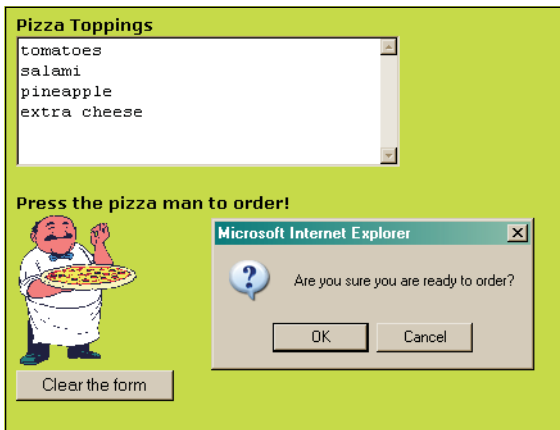 Pizza Toppings
tomatoes
salami
pineapple
extra cheese
Press the pizza man to order!
Microsoft Internet Explorer
Are you sure you are ready to order?
OK Cancel
Clear the form